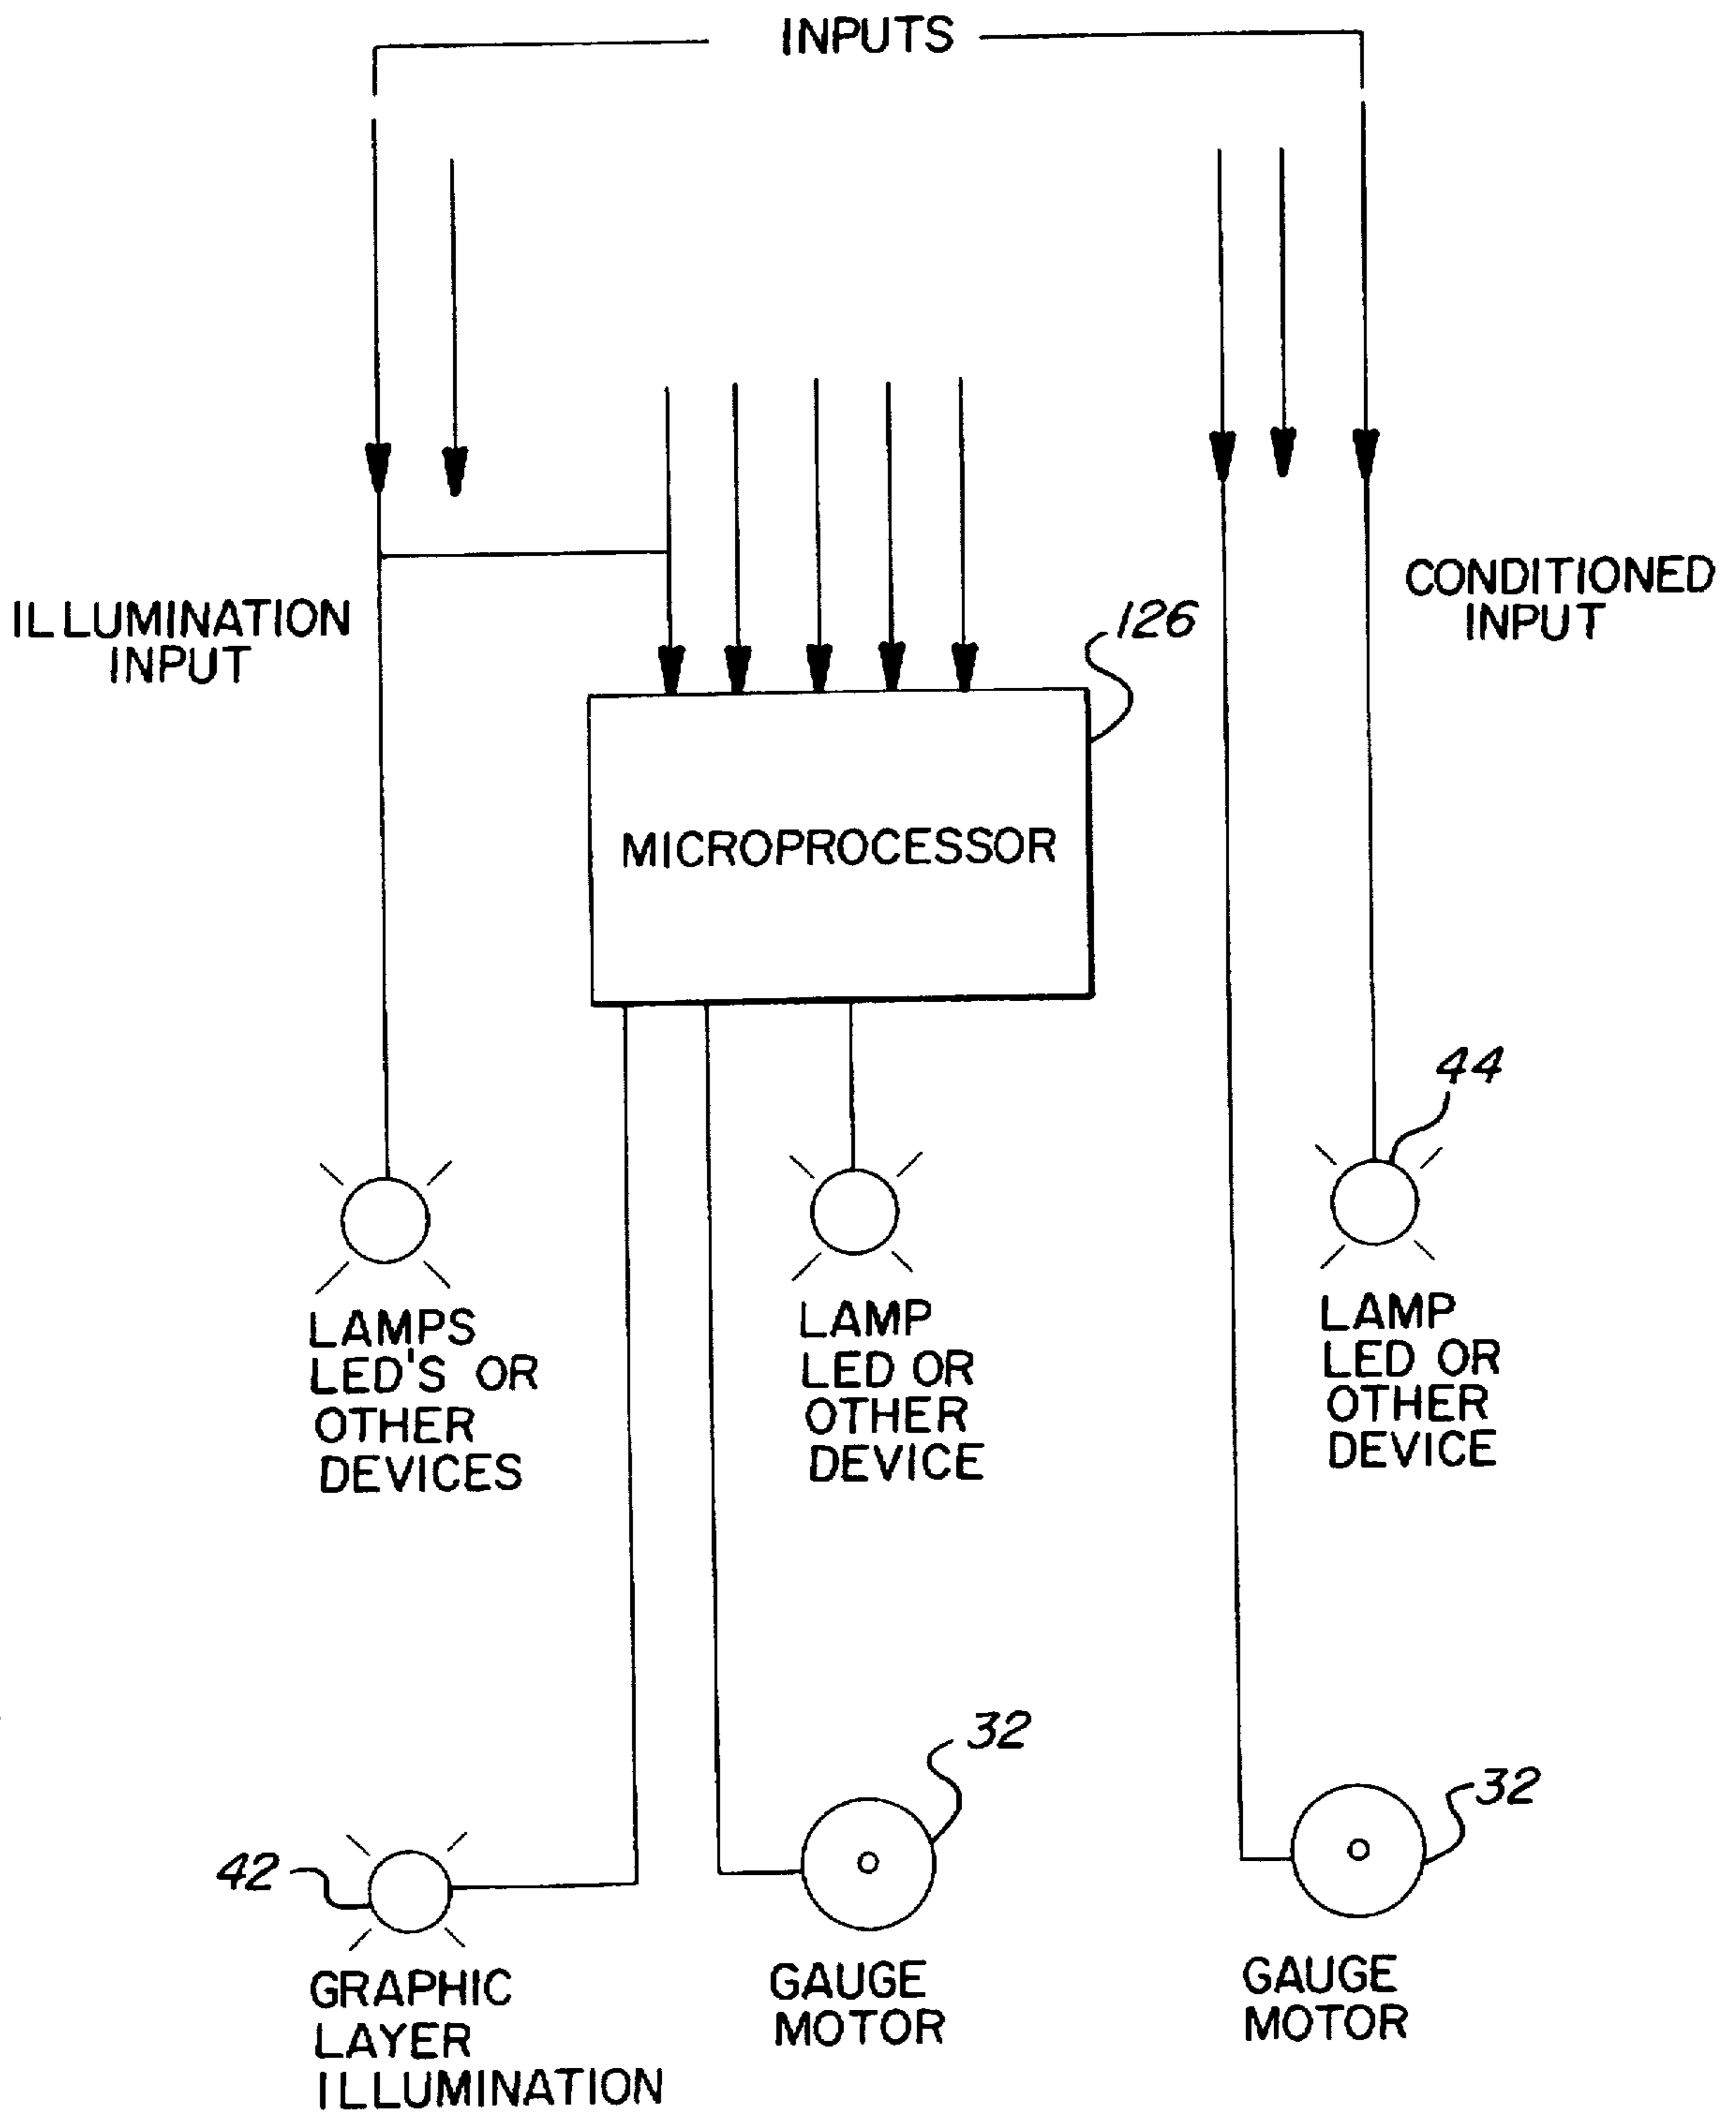 INPUTS
ILLUMINATION
INPUT
CONDITIONED
INPUT
126
MICROPROCESSOR
44
LAMPS
LED'S OR
OTHER
DEVICES
LAMP
LED OR
OTHER
DEVICE
LAMP
LED OR
OTHER
DEVICE
32
32
42
GRAPHIC
LAYER
ILLUMINATION
GAUGE
MOTOR
GAUGE
MOTOR